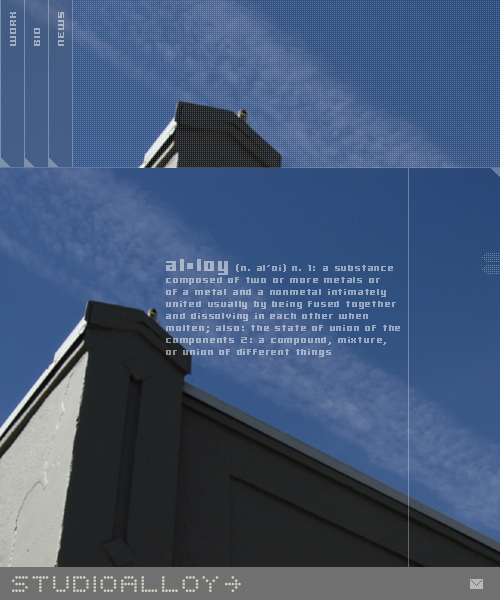 WORK
BIO
NEWS
al•loy (n. al'oi) n. 1: a substance
composed of two or more metals or
of a metal and a nonmetal intimately
united usually by being fused together
and dissolving in each other when
molten; also: the state of union of the
components 2: a compound, mixture,
or union of different things
STUDIOALLOY